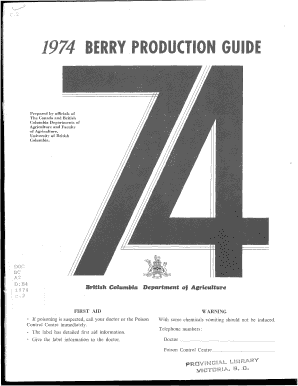 1974 BERRY PRODUCTION GUIDE
74
Prepared by officials of
The Canada and British
Columbia Departments of
Agriculture and Faculty
of Agriculture,
University of British
Columbia.
British Columbia Department of Agriculture
FIRST AID
- If poisoning is suspected, call your doctor or the Poison
Control Centre immediately.
- The label has detailed first aid information.
- Give the label information to the doctor.
WARNING
With some chemicals vomiting should not be induced.
Telephone numbers:
Doctor
Poison Control Centre
PROVINCIAL LIBRARY
VICTORIA, B. C.